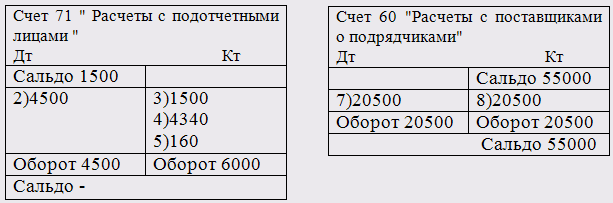 Счет 71 " Расчеты с подотчетными
лицами "
Дт Кт
Сальдо 1500
2)4500 3)1500
4)4340
5)160
Оборот 4500 Оборот 6000
Сальдо -
Счет 60 "Расчеты с поставщиками
о подрядчиками"
Дт Кт
Сальдо 55000
7)20500 8)20500
Оборот 20500 Оборот 20500
Сальдо 55000